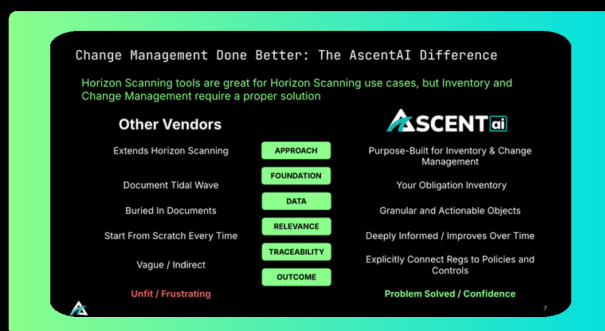 Change Management Done Better: The AscentAI Difference
Horizon Scanning tools are great for Horizon Scanning use cases, but Inventory and
Change Management require a proper solution
Other Vendors
ASCENT ai
Extends Horizon Scanning
APPROACH
Purpose-Built for Inventory & Change
Management
Document Tidal Wave
FOUNDATION
Your Obligation Inventory
Buried In Documents
DATA
Granular and Actionable Objects
Start From Scratch Every Time
RELEVANCE
Deeply Informed / Improves Over Time
Vague / Indirect
TRACEABILITY
Explicitly Connect Regs to Policies and
Controls
Unfit / Frustrating
OUTCOME
Problem Solved / Confidence
7